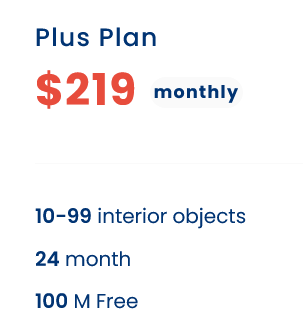 Plus Plan
$219 monthly
10-99 interior objects
24 month
100 M Free